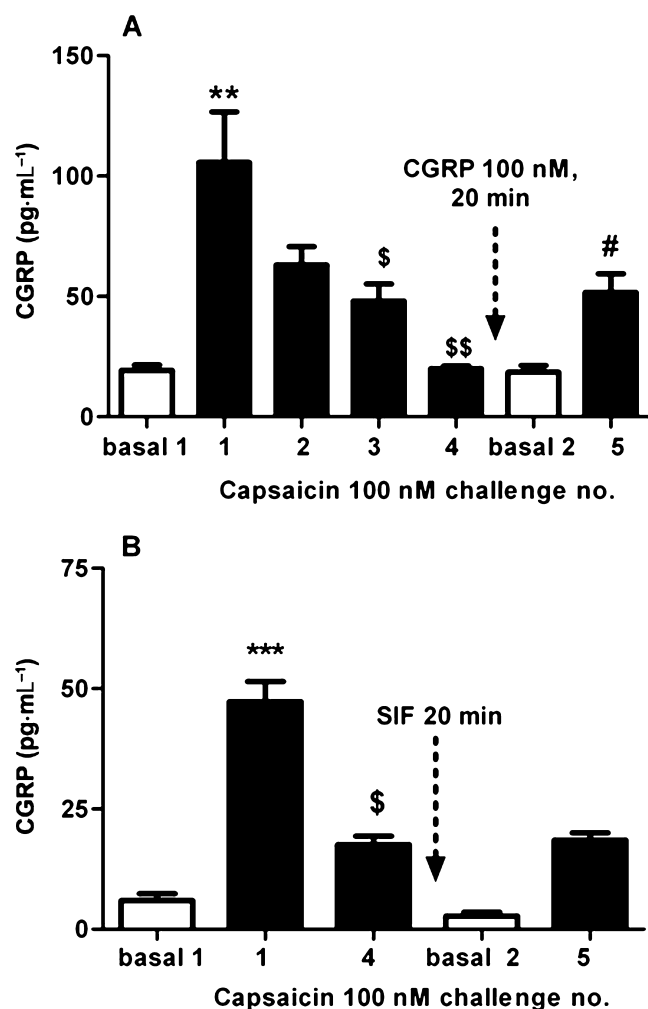 A
150
100
50
0
CGRP (pg·mL⁻¹)
**
$
$$
#
CGRP 100 nM,
20 min
basal 1 1 2 3 4 basal 2 5
Capsaicin 100 nM challenge no.
B
75
50
25
0
CGRP (pg·mL⁻¹)
***
$
SIF 20 min
basal 1 1 4 basal 2 5
Capsaicin 100 nM challenge no.